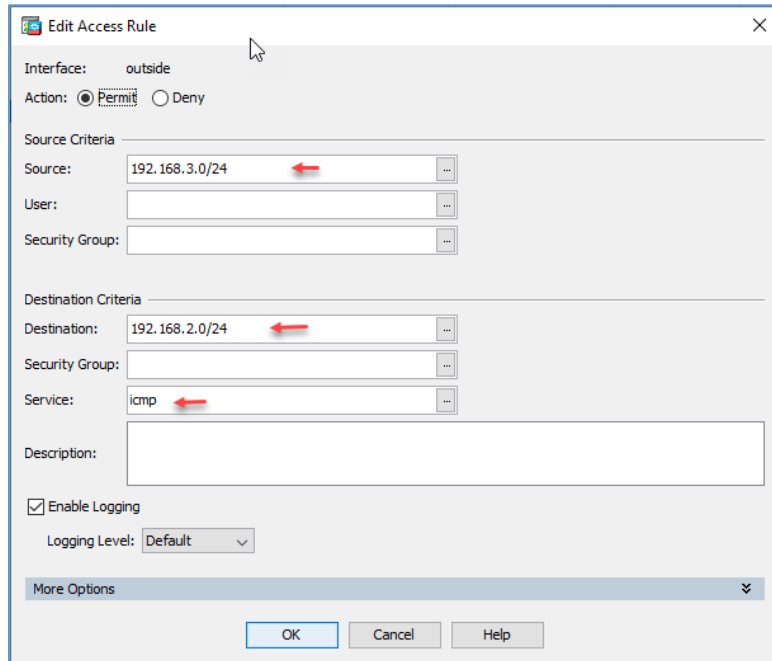 Edit Access Rule
Interface: outside
Action: Permit Deny
Source Criteria
Source: 192.168.3.0/24 ...
User: ...
Security Group: ...
Destination Criteria
Destination: 192.168.2.0/24 ...
Security Group: ...
Service: icmp ...
Description:
Enable Logging
Logging Level: Default
More Options
OK Cancel Help